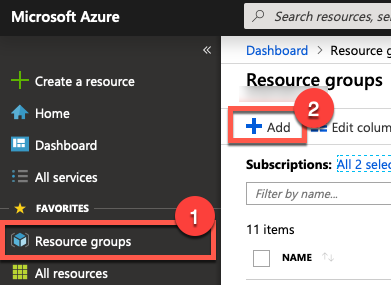 Microsoft Azure
Search resources, se
«
Dashboard > Resource g
Create a resource
Resource groups
Home
2
Add
Edit colum
Dashboard
All services
Subscriptions: All 2 selec
FAVORITES
Filter by name...
1
Resource groups
11 items
NAME ↑↓
All resources